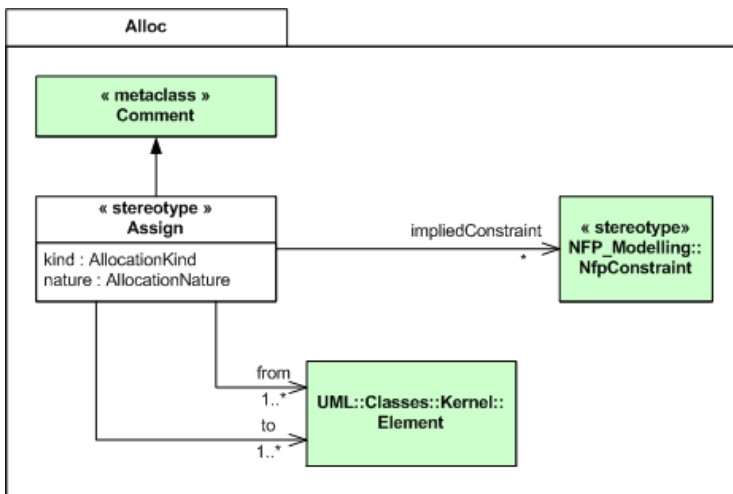 Alloc
« metaclass »
Comment
« stereotype »
Assign
kind : AllocationKind
nature : AllocationNature
impliedConstraint
*
« stereotype»
NFP_Modelling::
NfpConstraint
from
1..*
to
1..*
UML::Classes::Kernel::
Element